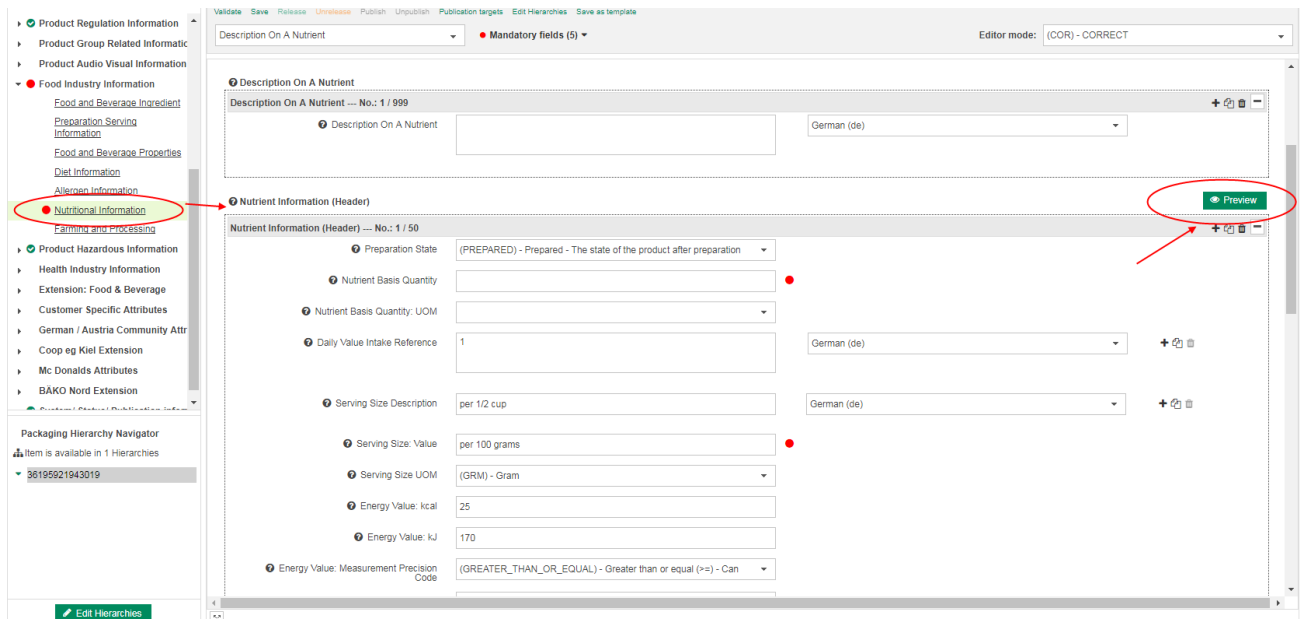 Validate Save Release Unrelease Publish Unpublish Publication targets Edit Hierarchies Save as template
Description On A Nutrient
Mandatory fields (5)
Editor mode: (COR) - CORRECT
Product Regulation Information
Product Group Related Informatic
Product Audio Visual Information
Food Industry Information
Food and Beverage Ingredient
Preparation Serving
Information
Food and Beverage Properties
Diet Information
Allergen Information
Nutritional Information
Farming and Processing
Product Hazardous Information
Health Industry Information
Extension: Food & Beverage
Customer Specific Attributes
German / Austria Community Attr
Coop eg Kiel Extension
Mc Donalds Attributes
BÄKO Nord Extension
Packaging Hierarchy Navigator
Item is available in 1 Hierarchies
36195921943019
Edit Hierarchies
Description On A Nutrient
Description On A Nutrient --- No.: 1 / 999
Description On A Nutrient
German (de)
Nutrient Information (Header)
Preview
Nutrient Information (Header) --- No.: 1 / 50
Preparation State (PREPARED) - Prepared - The state of the product after preparation
Nutrient Basis Quantity
Nutrient Basis Quantity: UOM
Daily Value Intake Reference 1 German (de)
Serving Size Description per 1/2 cup German (de)
Serving Size: Value per 100 grams
Serving Size UOM (GRM) - Gram
Energy Value: kcal 25
Energy Value: kJ 170
Energy Value: Measurement Precision
Code
(GREATER_THAN_OR_EQUAL) - Greater than or equal (>=) - Can